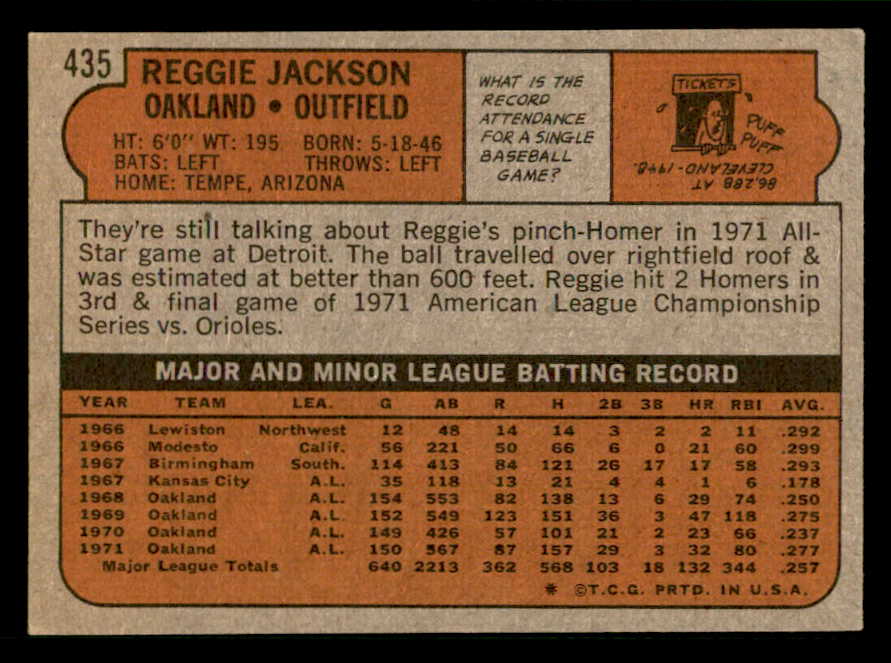 435
REGGIE JACKSON
OAKLAND • OUTFIELD
HT: 6'0" WT: 195 BORN: 5-18-46
BATS: LEFT THROWS: LEFT
HOME: TEMPE, ARIZONA
WHAT IS THE
RECORD
ATTENDANCE
FOR A SINGLE
BASEBALL
GAME?
TICKETS
PUFF
PUFF
86,288 AT
CLEVELAND-1948.
They're still talking about Reggie's pinch-Homer in 1971 All-
Star game at Detroit. The ball travelled over rightfield roof &
was estimated at better than 600 feet. Reggie hit 2 Homers in
3rd & final game of 1971 American League Championship
Series vs. Orioles.
MAJOR AND MINOR LEAGUE BATTING RECORD
YEAR TEAM LEA. G AB R H 2B 3B HR RBI AVG.
1966 Lewiston Northwest 12 48 14 14 3 2 2 11 .292
1966 Modesto Calif. 56 221 50 66 6 0 21 60 .299
1967 Birmingham South. 114 413 84 121 26 17 17 58 .293
1967 Kansas City A.L. 35 118 13 21 4 4 1 6 .178
1968 Oakland A.L. 154 553 82 138 13 6 29 74 .250
1969 Oakland A.L. 152 549 123 151 36 3 47 118 .275
1970 Oakland A.L. 149 426 57 101 21 2 23 66 .237
1971 Oakland A.L. 150 567 87 157 29 3 32 80 .277
Major League Totals 640 2213 362 568 103 18 132 344 .257
* ©T.C.G. PRTD. IN U.S.A.